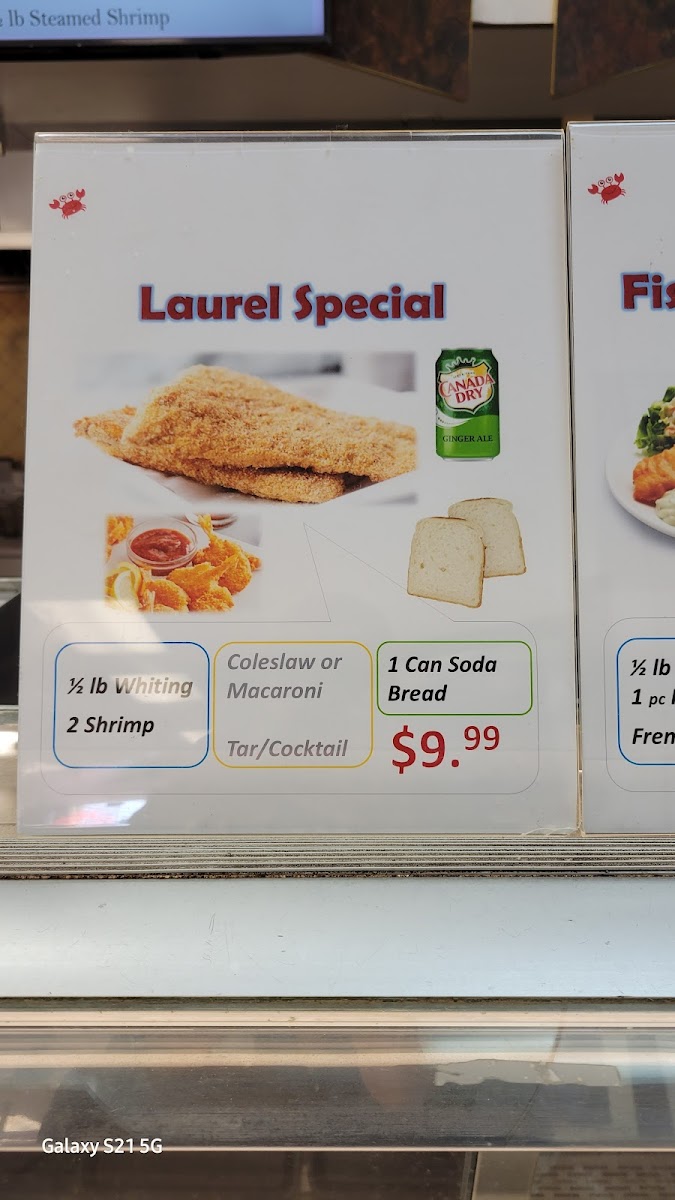 lb Steamed Shrimp
Laurel Special
CANADA
DRY
GINGER ALE
½ lb Whiting
2 Shrimp
Coleslaw or
Macaroni
Tar/Cocktail
1 Can Soda
Bread
$9.99
Fis
½ lb
1 pc
Fren
Galaxy S21 5G